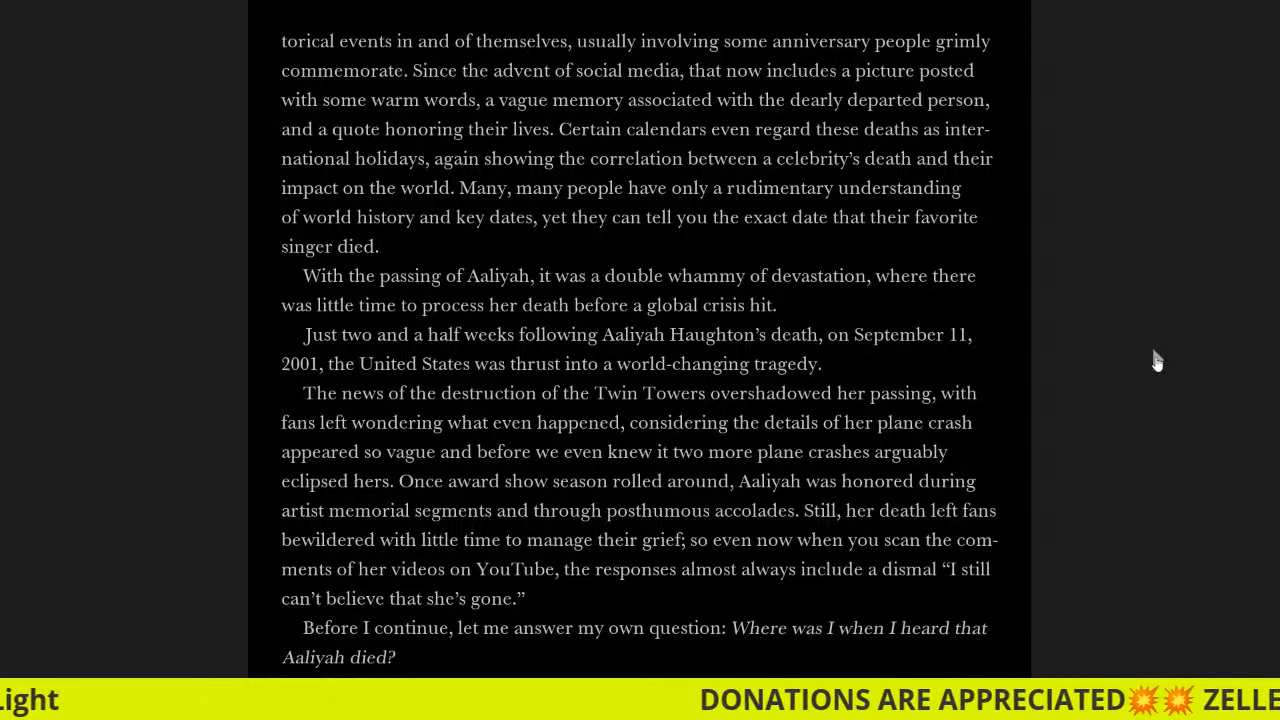 torical events in and of themselves, usually involving some anniversary people grimly
commemorate. Since the advent of social media, that now includes a picture posted
with some warm words, a vague memory associated with the dearly departed person,
and a quote honoring their lives. Certain calendars even regard these deaths as inter-
national holidays, again showing the correlation between a celebrity’s death and their
impact on the world. Many, many people have only a rudimentary understanding
of world history and key dates, yet they can tell you the exact date that their favorite
singer died.
With the passing of Aaliyah, it was a double whammy of devastation, where there
was little time to process her death before a global crisis hit.
Just two and a half weeks following Aaliyah Haughton’s death, on September 11,
2001, the United States was thrust into a world-changing tragedy.
The news of the destruction of the Twin Towers overshadowed her passing, with
fans left wondering what even happened, considering the details of her plane crash
appeared so vague and before we even knew it two more plane crashes arguably
eclipsed hers. Once award show season rolled around, Aaliyah was honored during
artist memorial segments and through posthumous accolades. Still, her death left fans
bewildered with little time to manage their grief; so even now when you scan the com-
ments of her videos on YouTube, the responses almost always include a dismal “I still
can’t believe that she’s gone.”
Before I continue, let me answer my own question: Where was I when I heard that
Aaliyah died?
Light DONATIONS ARE APPRECIATED💥💥 ZELLE